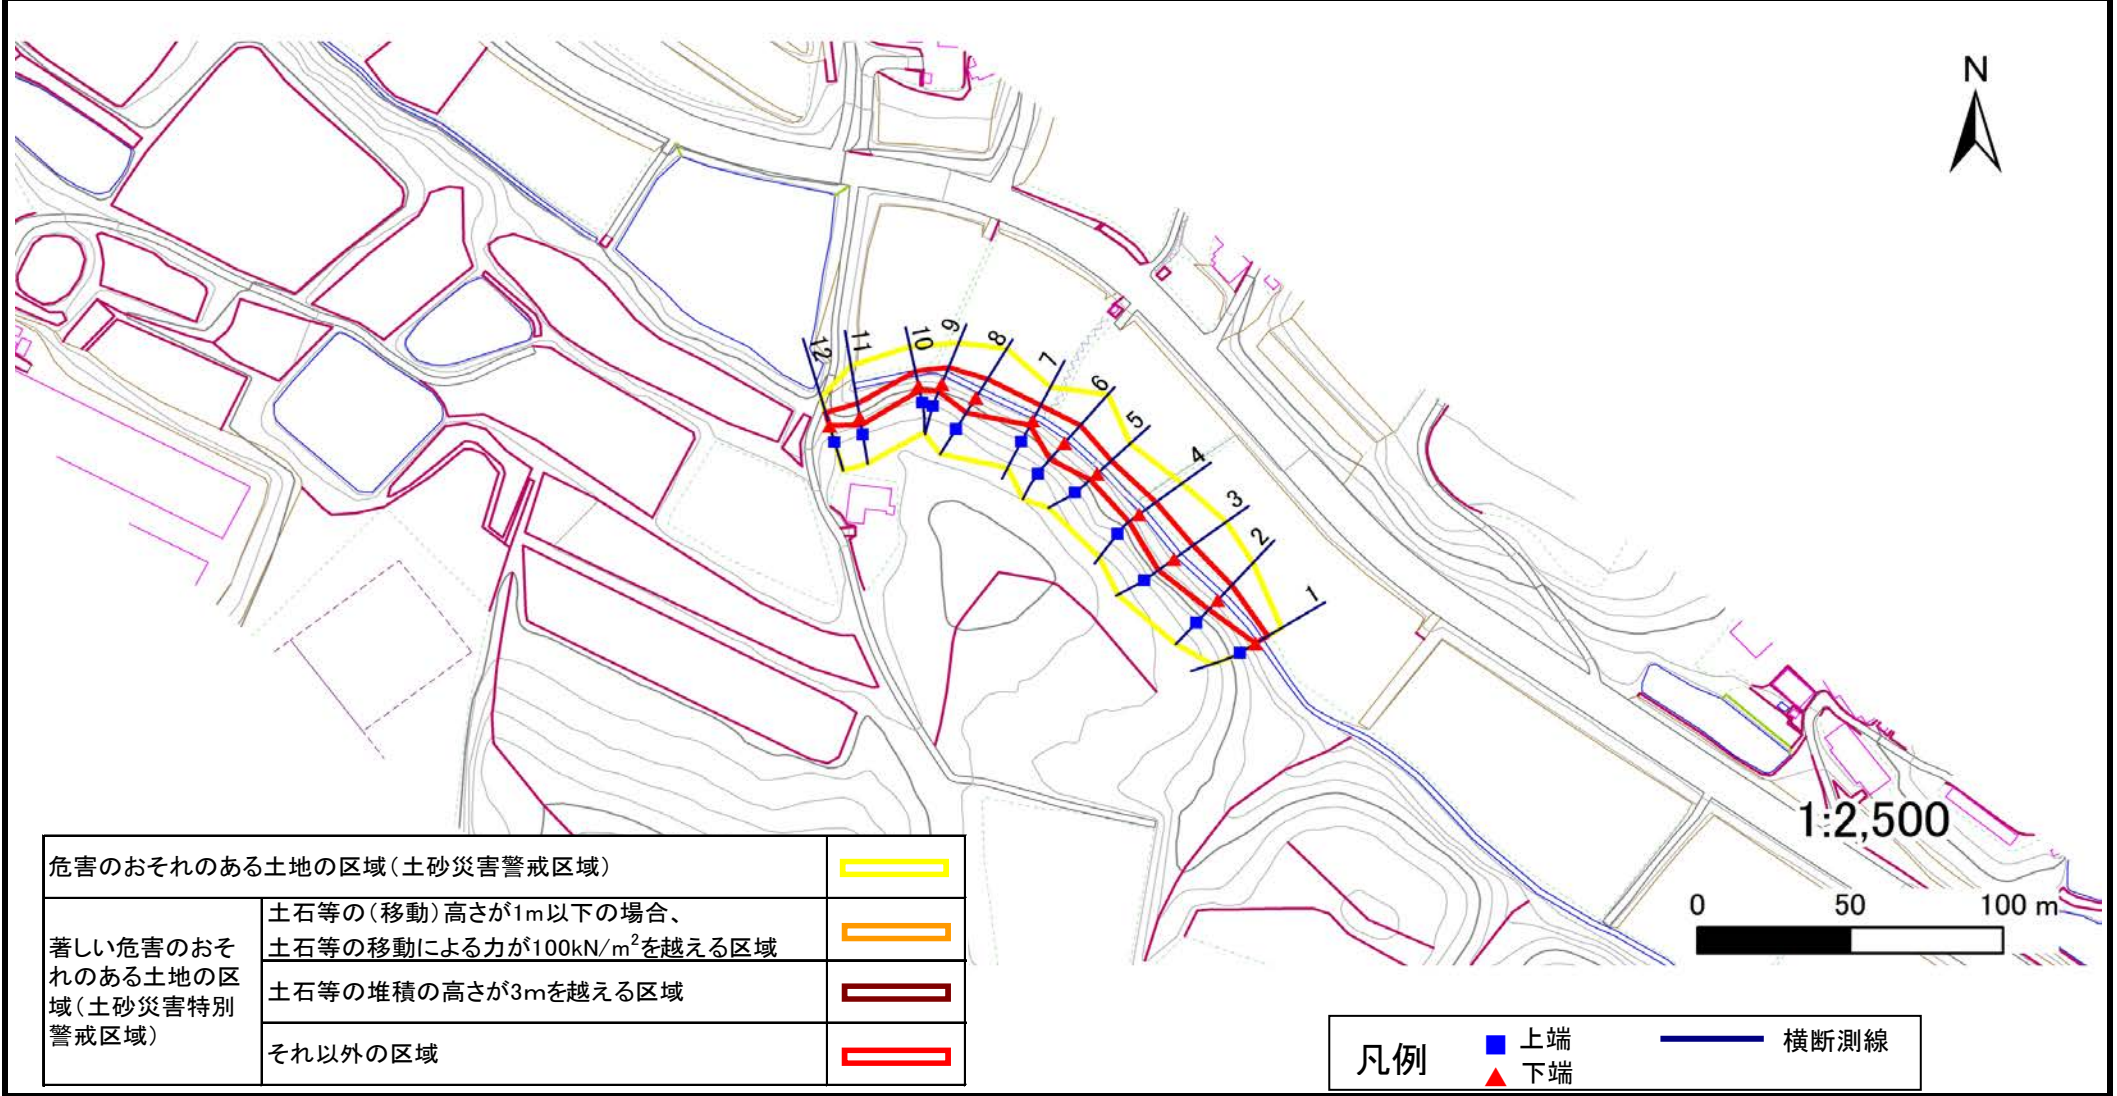 N
12
11
10
9
8
7
6
5
4
3
2
1
1:2,500
0 50 100 m
危害のおそれのある土地の区域(土砂災害警戒区域)
著しい危害のおそ
れのある土地の区
域(土砂災害特別
警戒区域)
土石等の(移動)高さが1m以下の場合、
土石等の移動による力が100kN/m²を越える区域
土石等の堆積の高さが3mを越える区域
それ以外の区域
凡例
上端
下端
横断測線